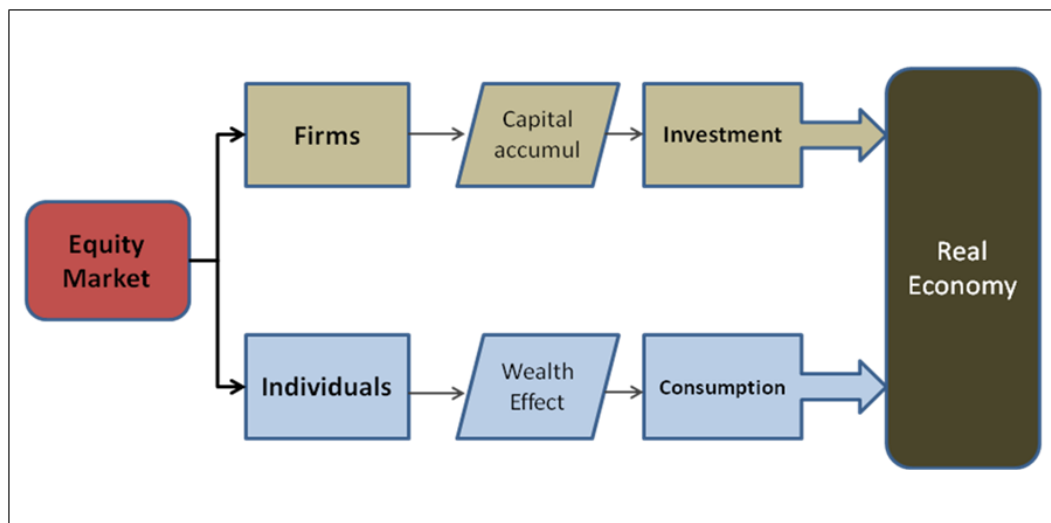 Equity
Market
Firms
Capital
accumul
Investment
Individuals
Wealth
Effect
Consumption
Real
Economy